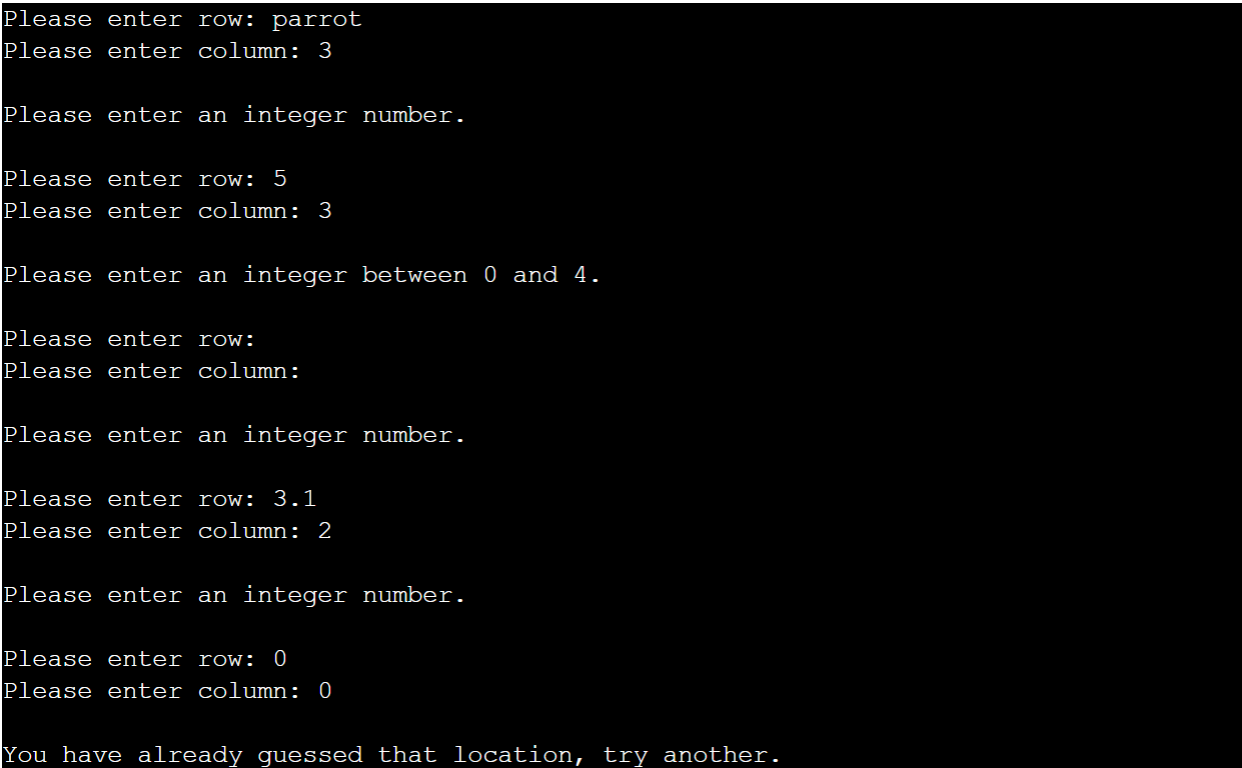 Please enter row: parrot
Please enter column: 3
Please enter an integer number.
Please enter row: 5
Please enter column: 3
Please enter an integer between 0 and 4.
Please enter row:
Please enter column:
Please enter an integer number.
Please enter row: 3.1
Please enter column: 2
Please enter an integer number.
Please enter row: 0
Please enter column: 0
You have already guessed that location, try another.